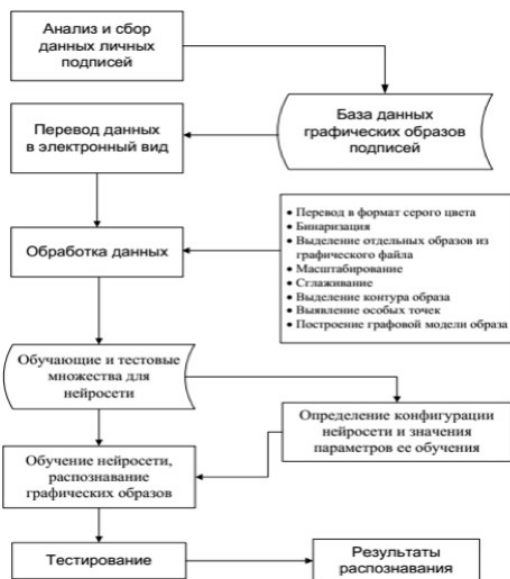 Анализ и сбор
данных личных
подписей
База данных
графических образов
подписей
Перевод данных
в электронный вид
• Перевод в формат серого цвета
• Бинаризация
• Выделение отдельных образов из
графического файла
• Масштабирование
• Сглаживание
• Выделение контура образа
• Выявление особых точек
• Построение графовой модели образа
Обработка данных
Обучающие и тестовые
множества для
нейросети
Определение конфигурации
нейросети и значения
параметров ее обучения
Обучение нейросети,
распознавание
графических образов
Тестирование
Результаты
распознавания